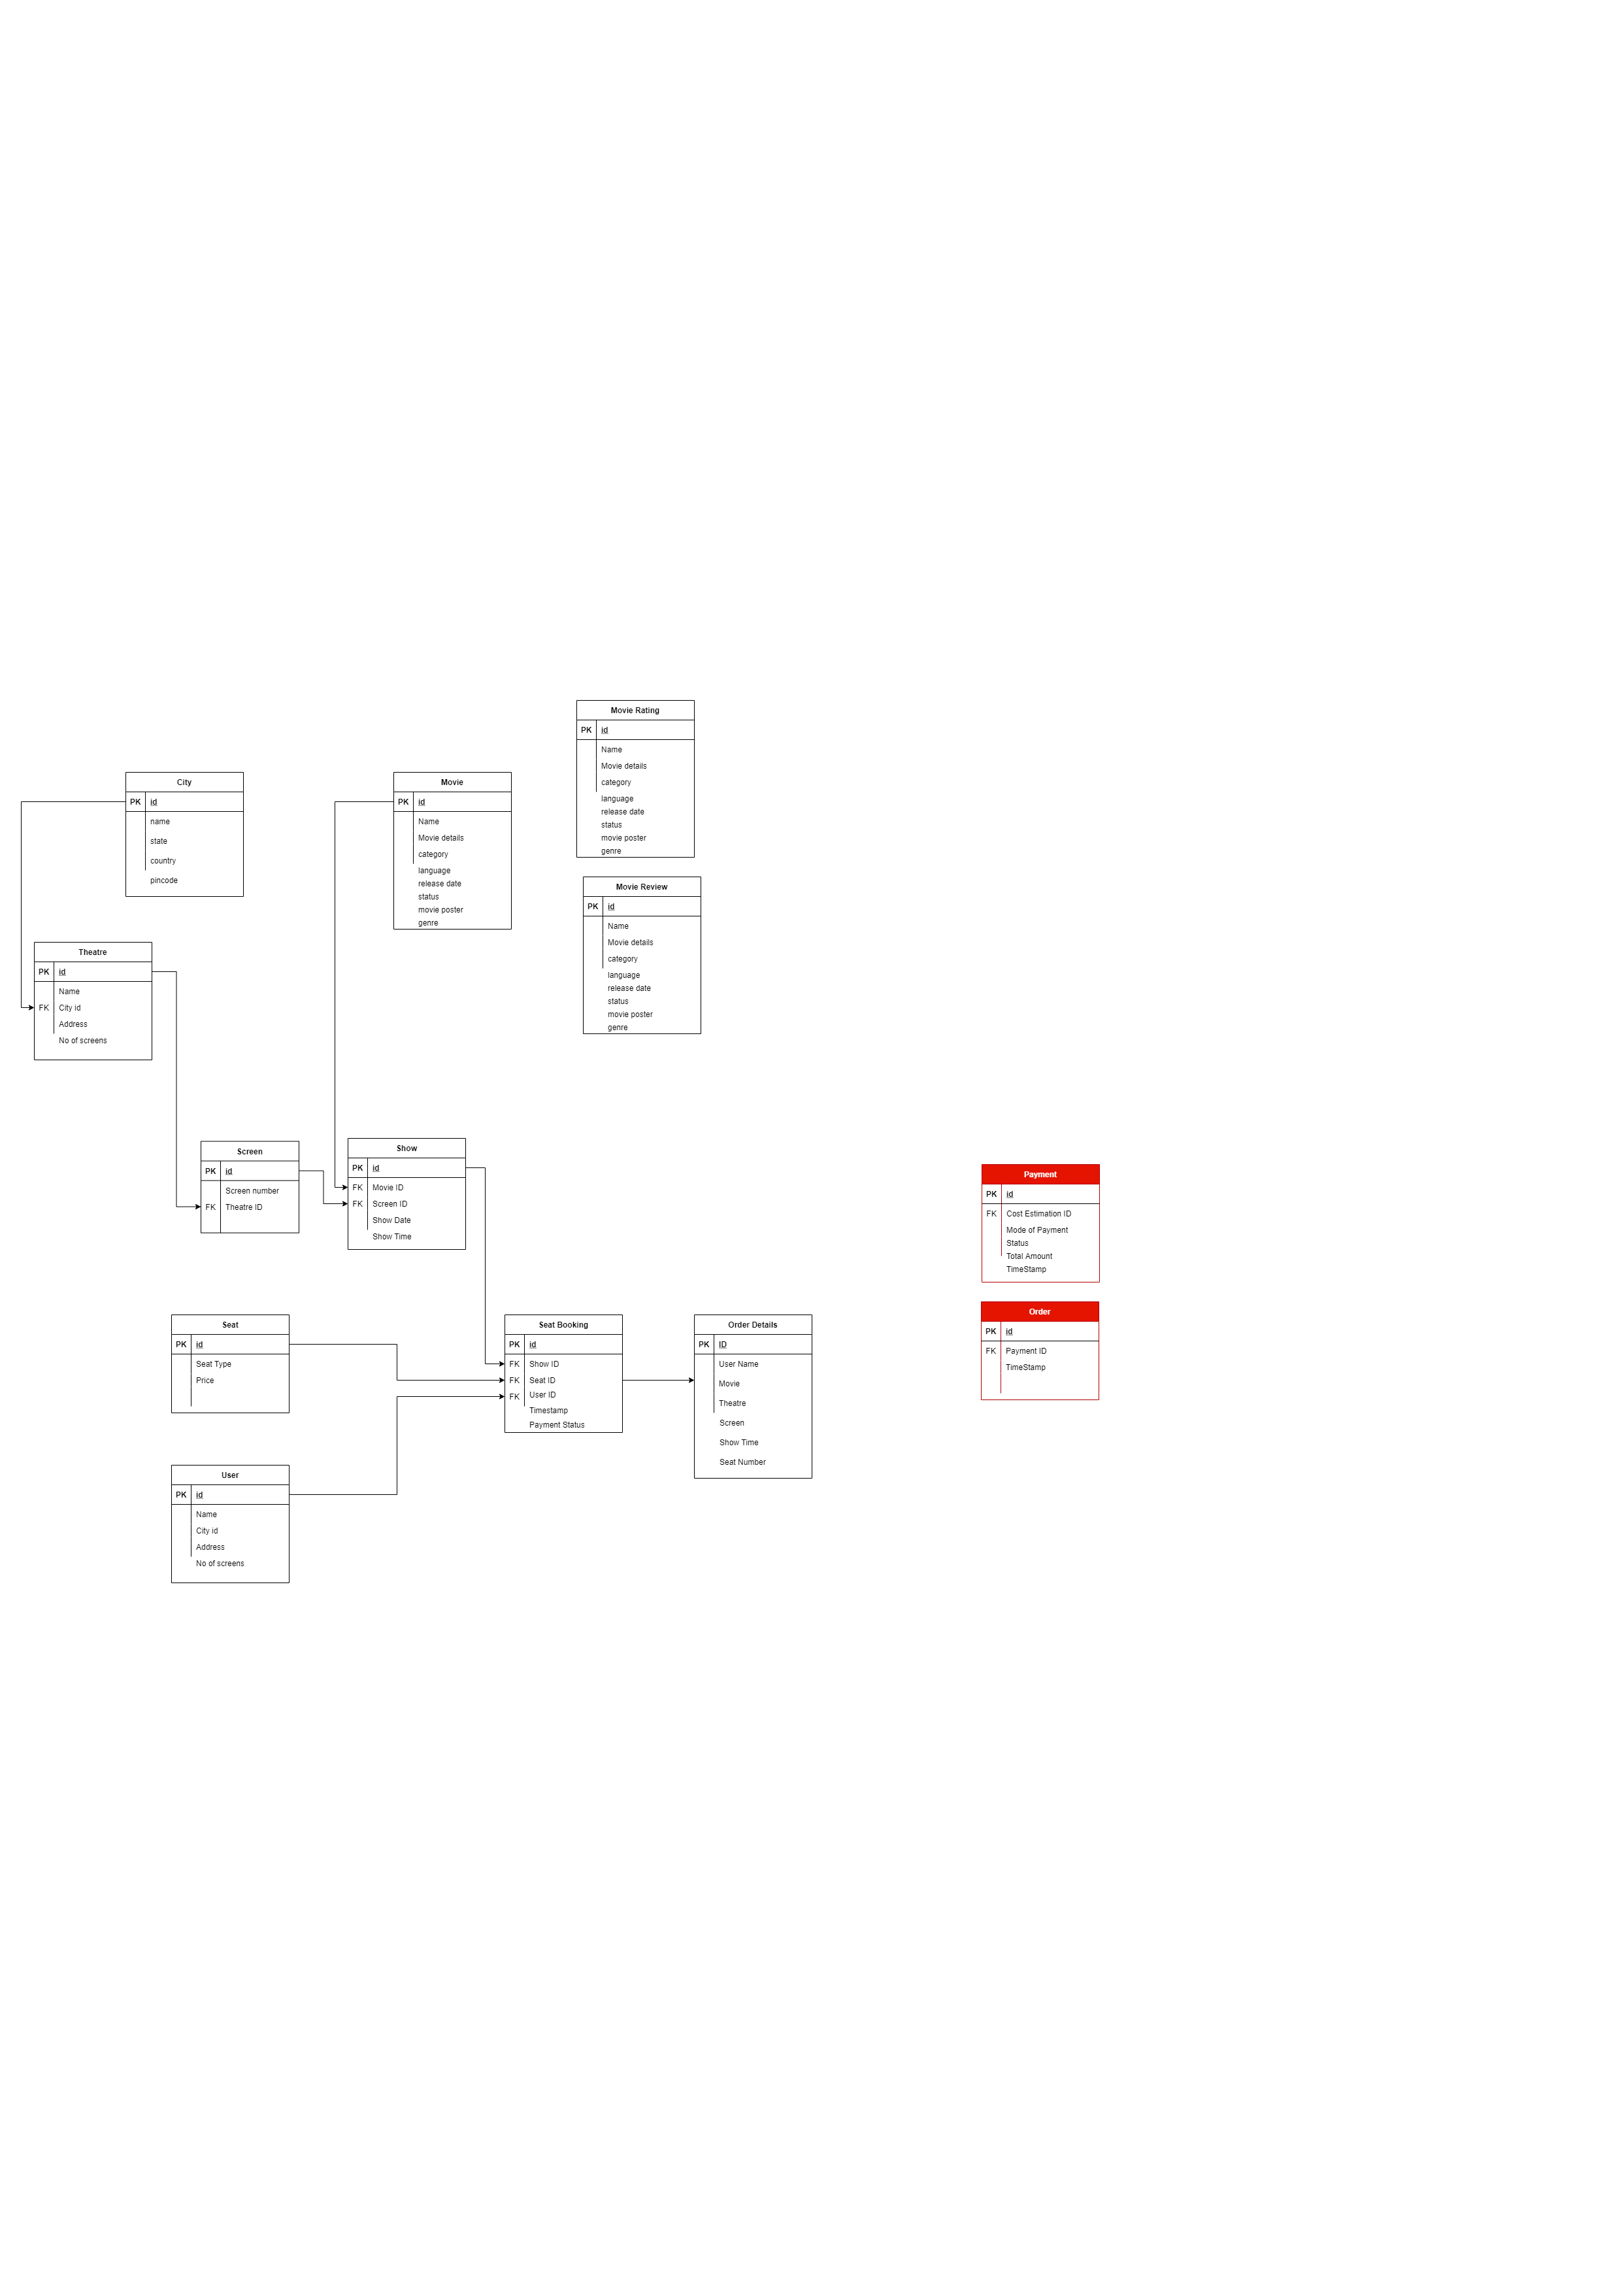 Movie Rating
PK id
Name
Movie details
category
language
release date
status
movie poster
genre
City
PK id
name
state
country
pincode
Movie
PK id
Name
Movie details
category
language
release date
status
movie poster
genre
Movie Review
PK id
Name
Movie details
category
language
release date
status
movie poster
genre
Theatre
PK id
Name
FK City id
Address
No of screens
Screen
PK id
Screen number
FK Theatre ID
Show
PK id
FK Movie ID
FK Screen ID
Show Date
Show Time
Payment
PK id
FK Cost Estimation ID
Mode of Payment
Status
Total Amount
TimeStamp
Order
PK id
FK Payment ID
TimeStamp
Seat
PK id
Seat Type
Price
Seat Booking
PK id
FK Show ID
FK Seat ID
FK User ID
Timestamp
Payment Status
Order Details
PK ID
User Name
Movie
Theatre
Screen
Show Time
Seat Number
User
PK id
Name
City id
Address
No of screens